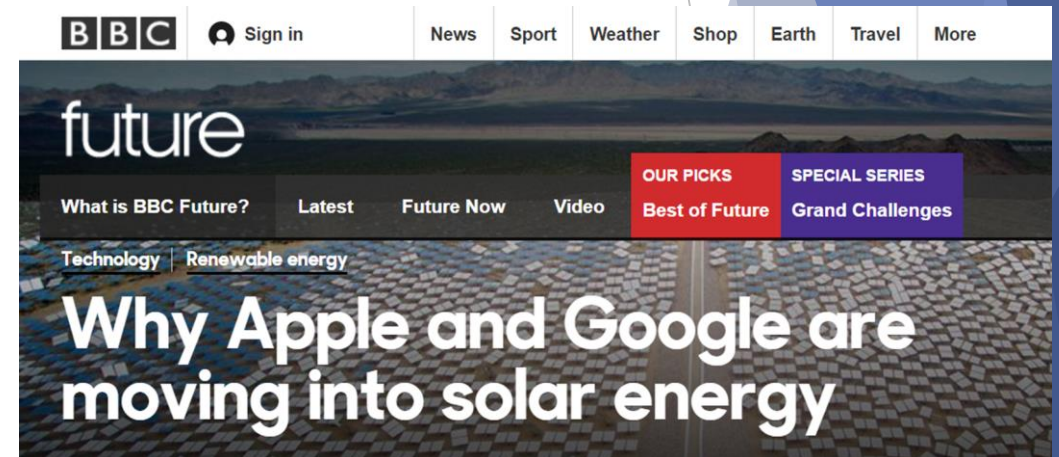 BBC Sign in News Sport Weather Shop Earth Travel More
future
OUR PICKS SPECIAL SERIES
What is BBC Future? Latest Future Now Video Best of Future Grand Challenges
Technology Renewable energy
Why Apple and Google are
moving into solar energy